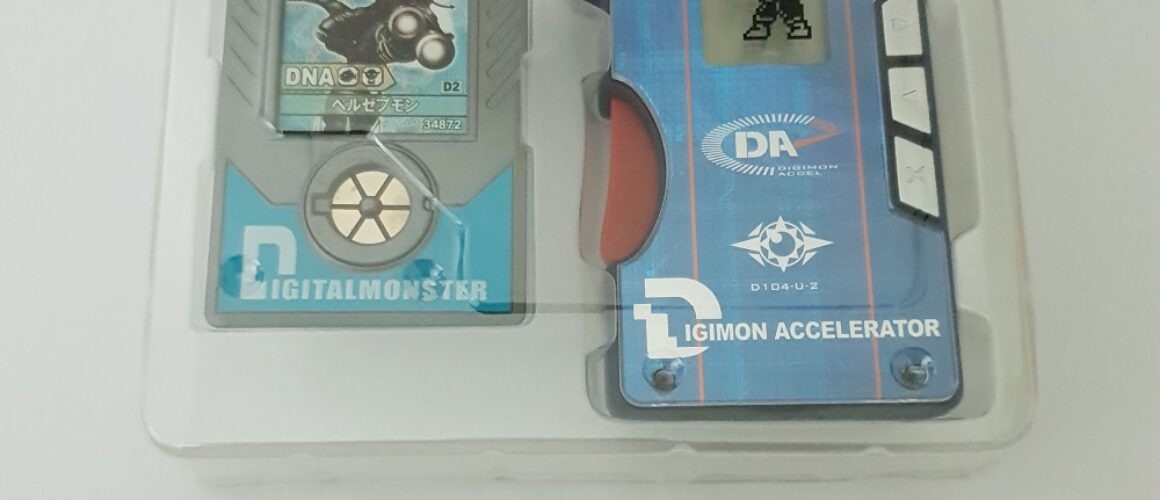 DNA
D2
ベルゼブモン
34872
DIGITALMONSTER
DA
DIGIMON
ACCEL
D1D4-U-2
DIGIMON ACCELERATOR